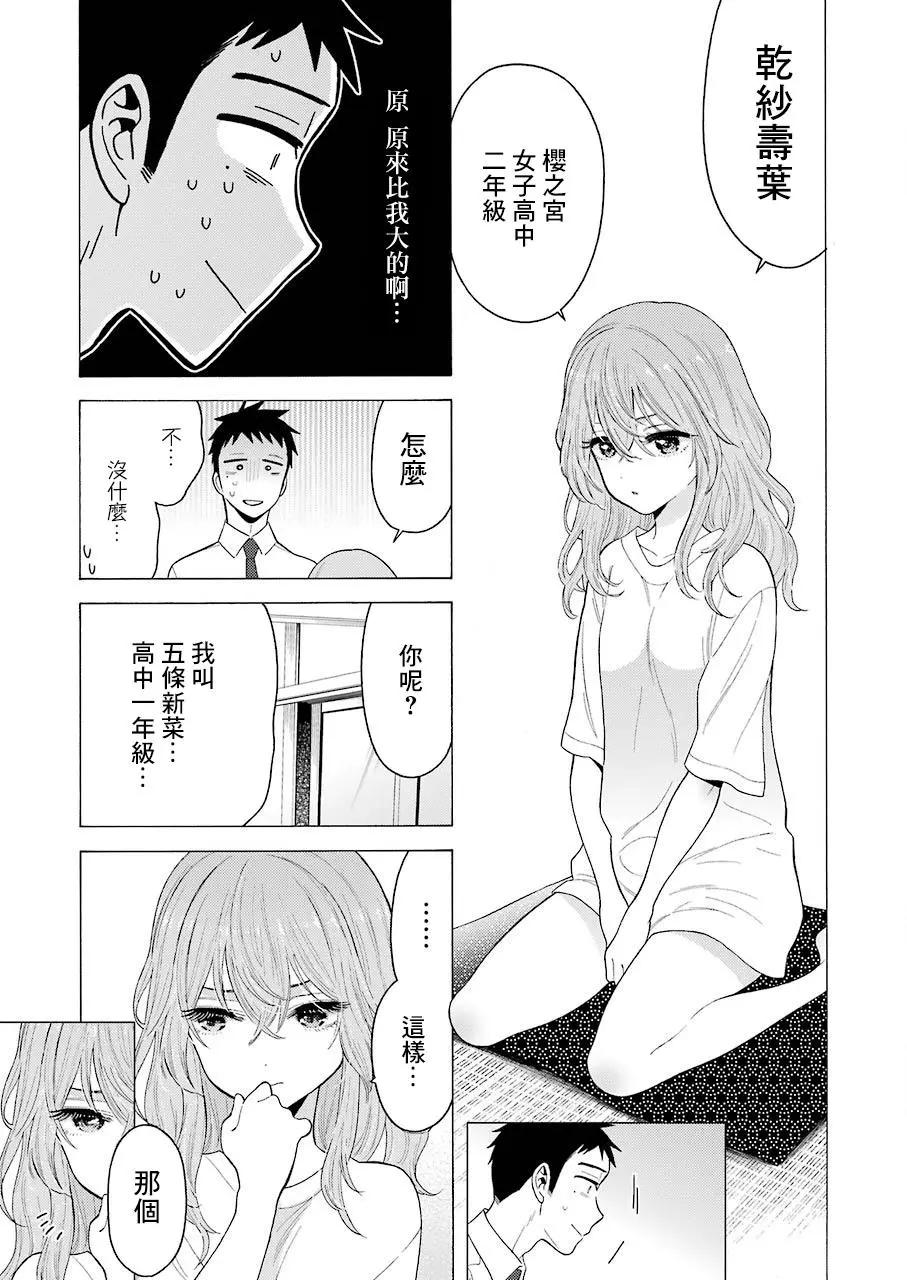 乾紗壽葉
櫻之宮
女子高中
二年級
原 原來比我大的啊…
怎麼
不…
沒什麼…
你呢?
我叫
五條新菜…
高中一年級…
……
這樣…
那個